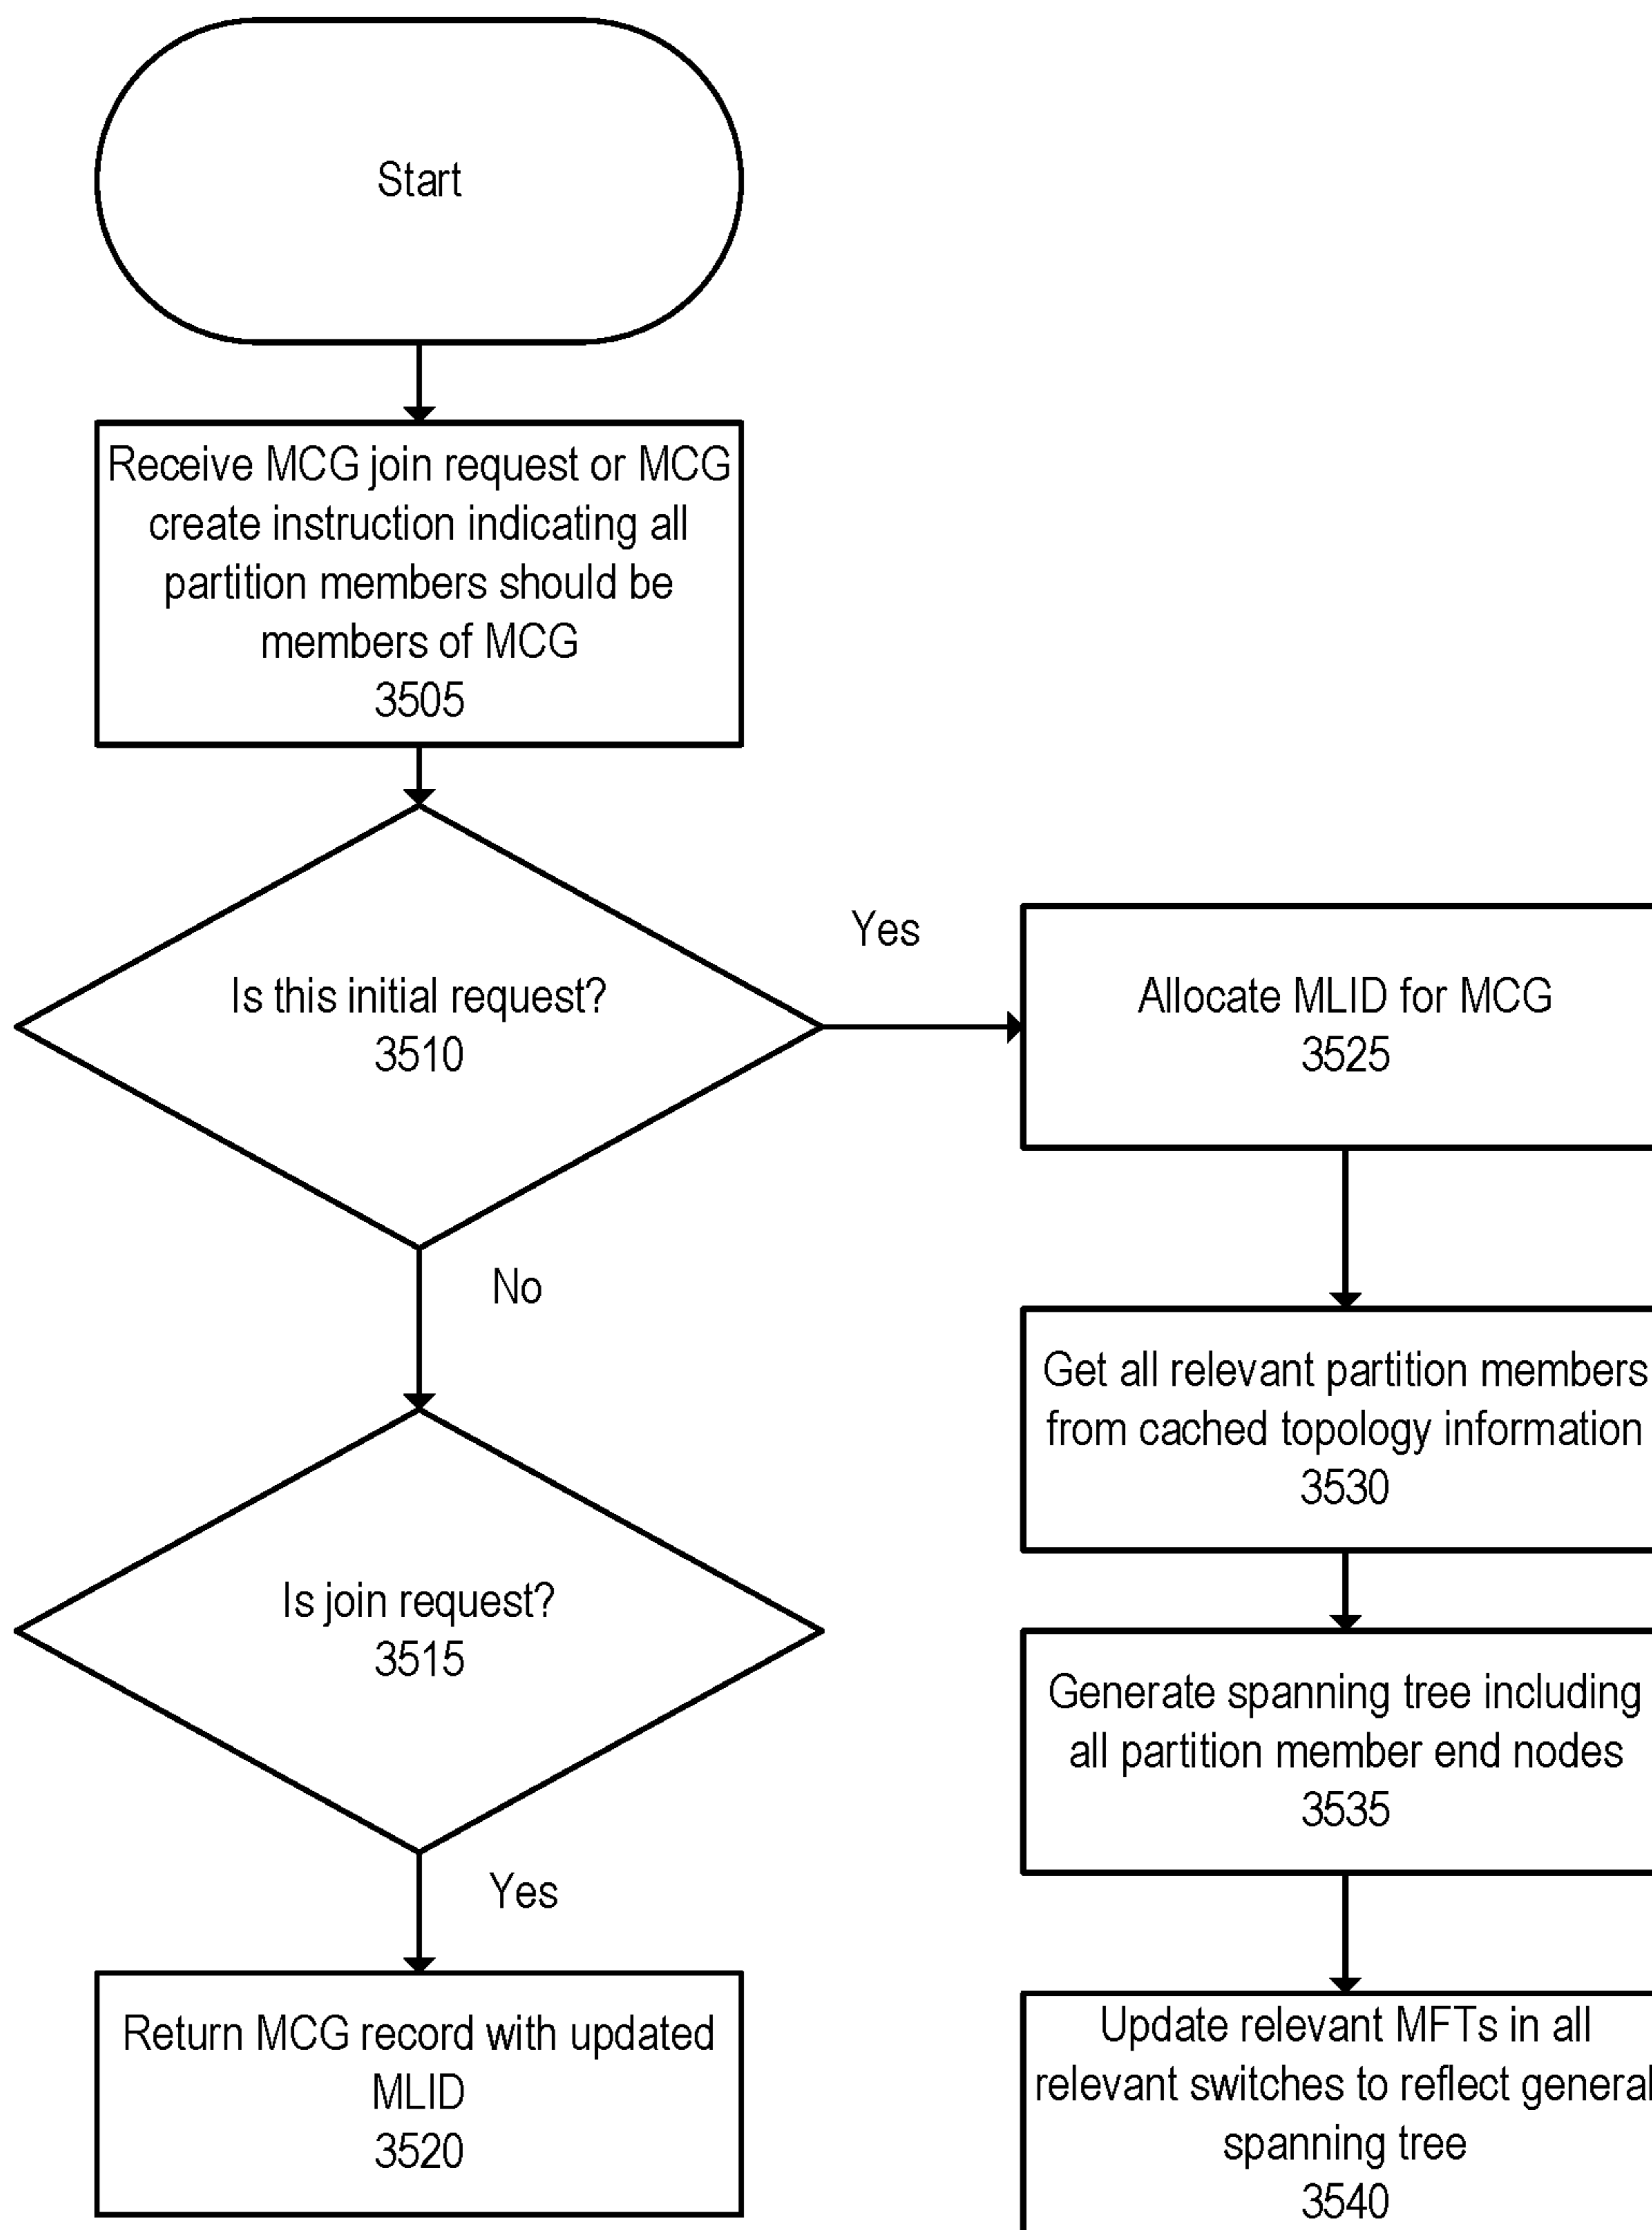 Start
Receive MCG join request or MCG
create instruction indicating all
partition members should be
members of MCG
3505
Is this initial request?
3510
Yes
Allocate MLID for MCG
3525
No
Get all relevant partition members
from cached topology information
3530
Is join request?
3515
Generate spanning tree including
all partition member end nodes
3535
Yes
Return MCG record with updated
MLID
3520
Update relevant MFTs in all
relevant switches to reflect general
spanning tree
3540